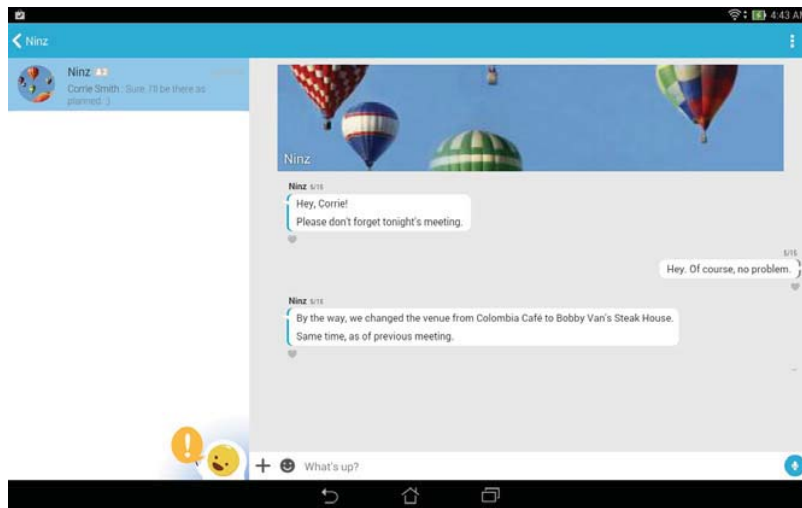 4:43 AM
Ninz
Ninz
Corrie Smith : Sure. I'll be there as
planned :)
Ninz
Ninz 5/15
Hey, Corrie!
Please don't forget tonight's meeting.
5/15
Hey. Of course, no problem.
Ninz 5/15
By the way, we changed the venue from Colombia Café to Bobby Van's Steak House.
Same time, as of previous meeting.
What's up?